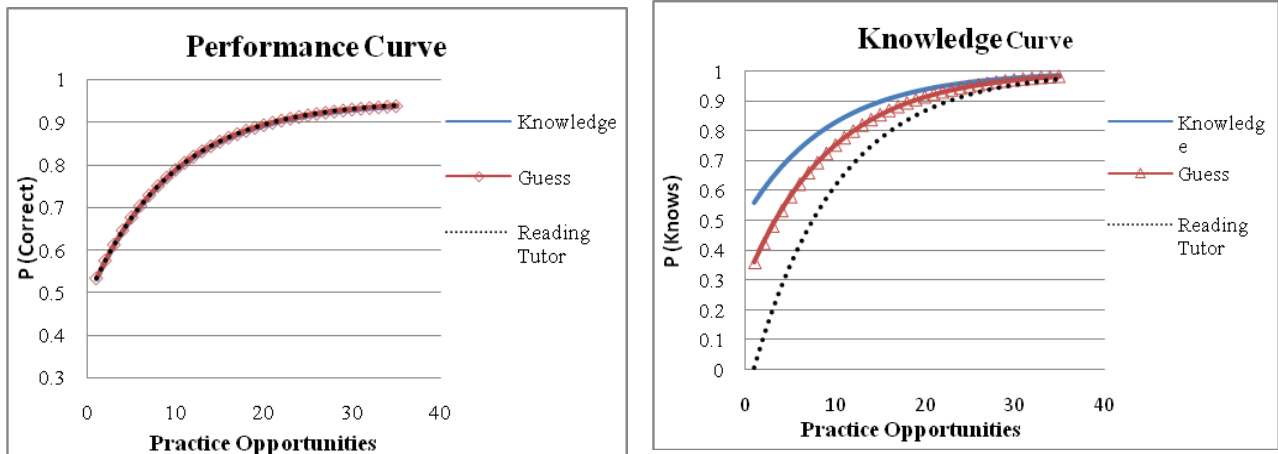 Performance Curve
1
0.9
0.8
0.7
0.6
0.5
0.4
0.3
P (Correct)
0 10 20 30 40
Practice Opportunities
Knowledge
Guess
Reading
Tutor
Knowledge Curve
1
0.9
0.8
0.7
0.6
0.5
0.4
0.3
0.2
0.1
0
P (Knows)
0 10 20 30 40
Practice Opportunities
Knowledg
e
Guess
Reading
Tutor